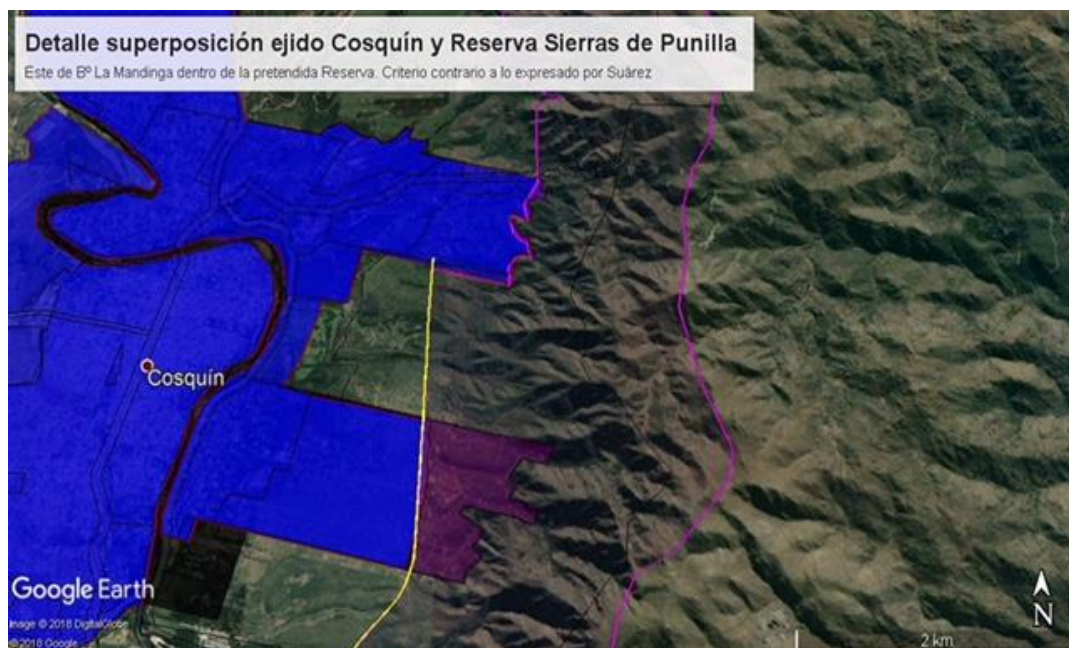 Detalle superposición ejido Cosquín y Reserva Sierras de Punilla
Este de Bº La Mandinga dentro de la pretendida Reserva. Criterio contrario a lo expresado por Suárez
Cosquín
Google Earth
Image © 2018 DigitalGlobe
© 2018 Google
N
2 km